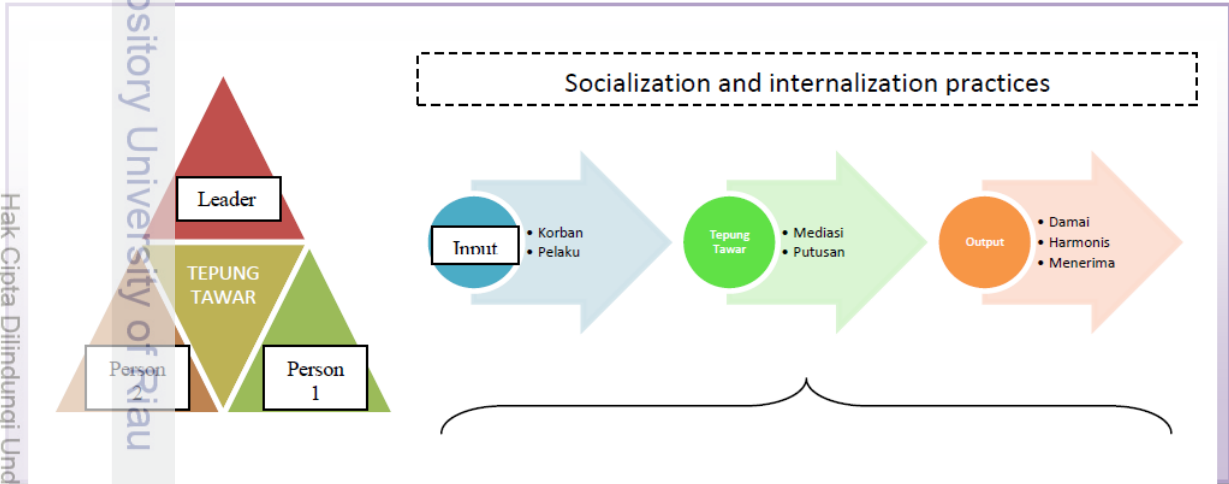 Socialization and internalization practices
Leader
TEPUNG
TAWAR
Person
2
Person
1
Input
• Korban
• Pelaku
Tepung
Tawar
• Mediasi
• Putusan
Output
• Damai
• Harmonis
• Menerima
ository University of Riau
Hak Cipta Dilindungi Und